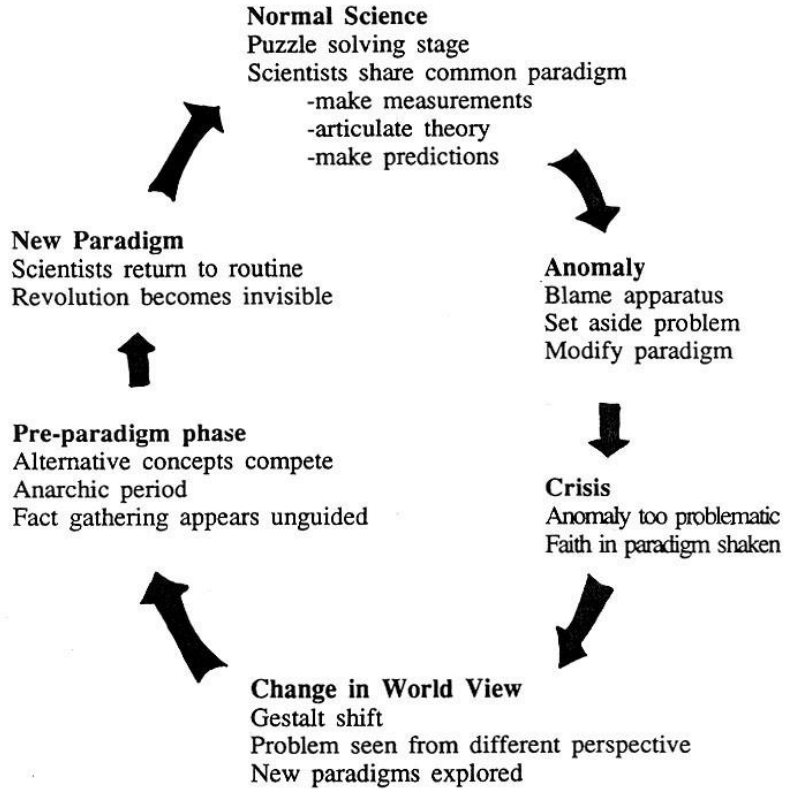 Normal Science
Puzzle solving stage
Scientists share common paradigm
-make measurements
-articulate theory
-make predictions
Anomaly
Blame apparatus
Set aside problem
Modify paradigm
Crisis
Anomaly too problematic
Faith in paradigm shaken
Change in World View
Gestalt shift
Problem seen from different perspective
New paradigms explored
Pre-paradigm phase
Alternative concepts compete
Anarchic period
Fact gathering appears unguided
New Paradigm
Scientists return to routine
Revolution becomes invisible